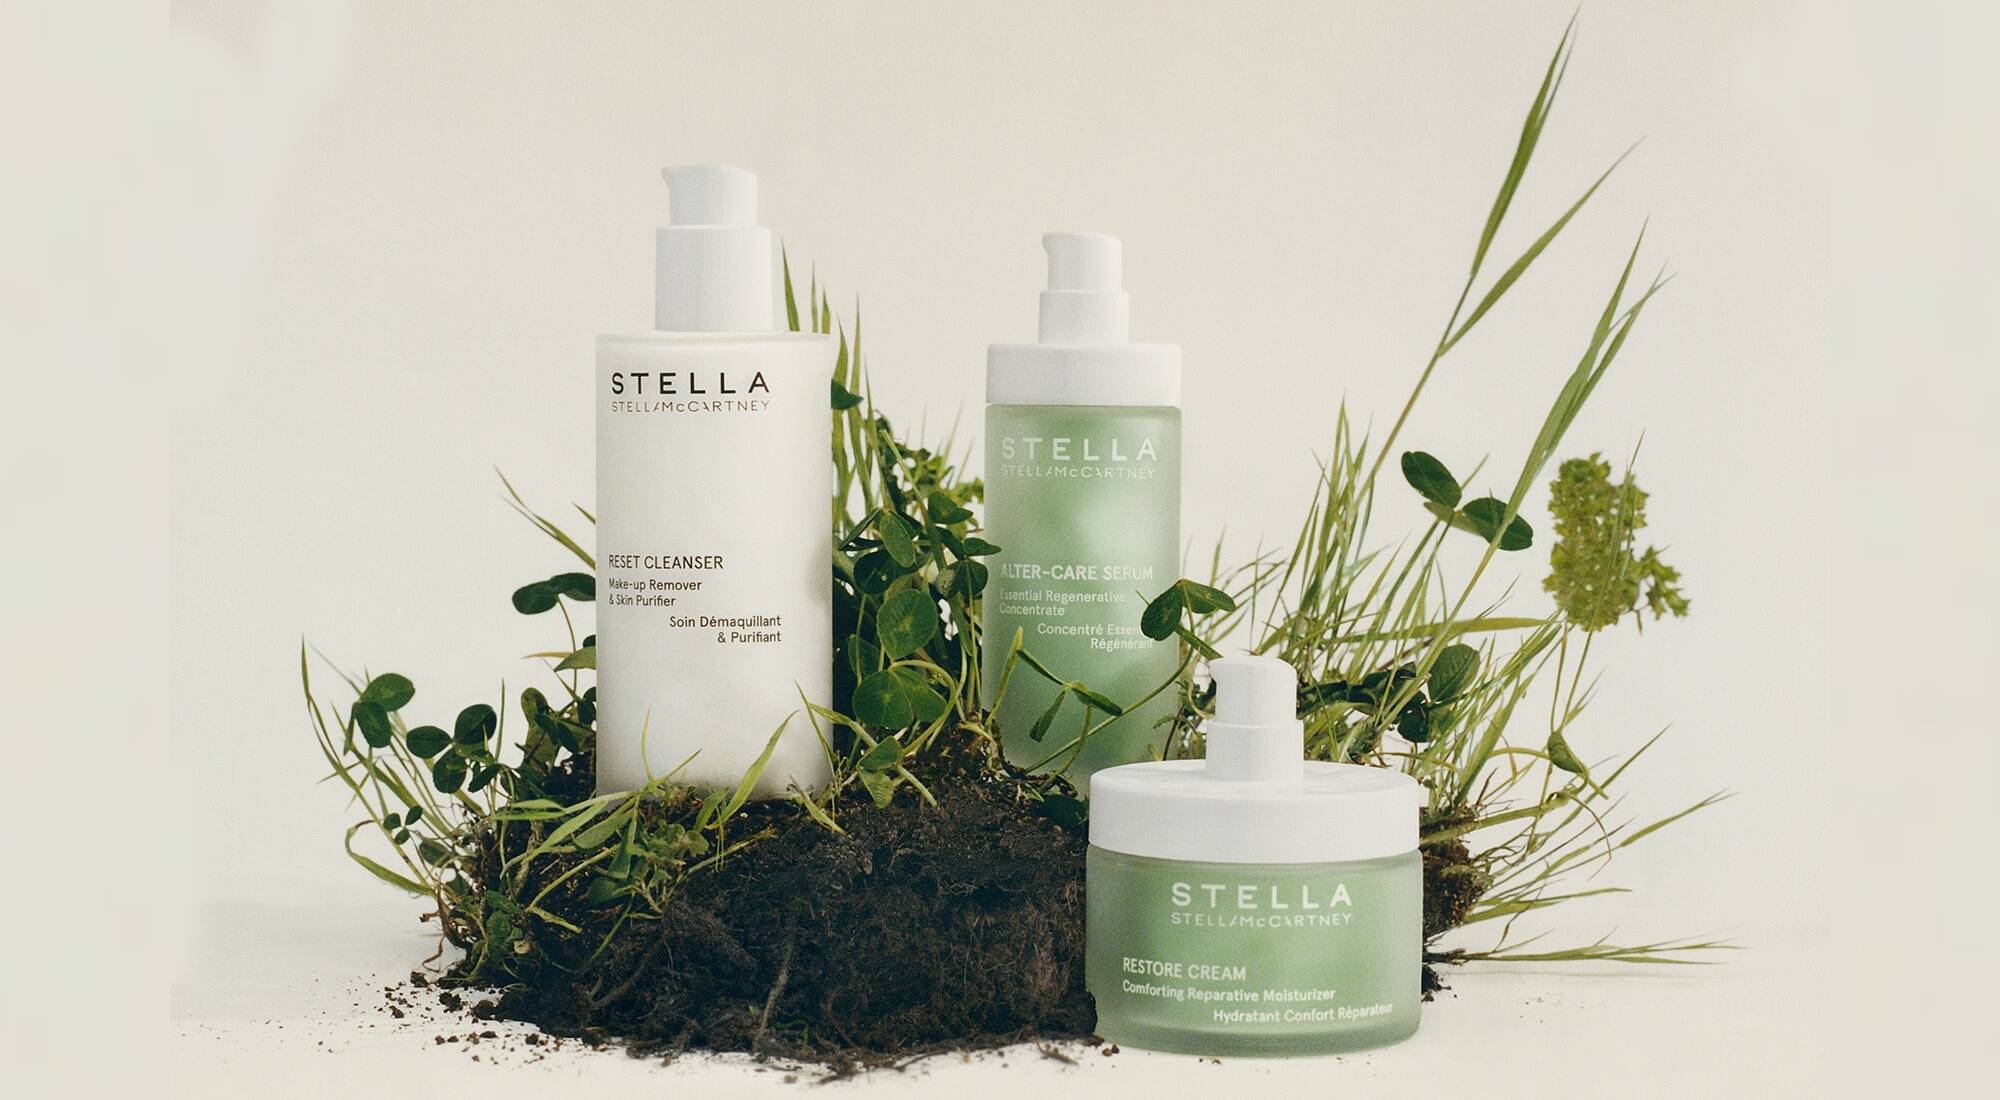 STELLA
STELLA McCARTNEY
RESET CLEANSER
Make-up Remover
& Skin Purifier
Soin Démaquillant
& Purifiant
STELLA
STELLA McCARTNEY
ALTER-CARE SERUM
Essential Regenerative
Concentrate
Concentré
Régénérant
STELLA
STELLA McCARTNEY
RESTORE CREAM
Comforting Reparative Moisturizer
Hydratant Confort Réparateur